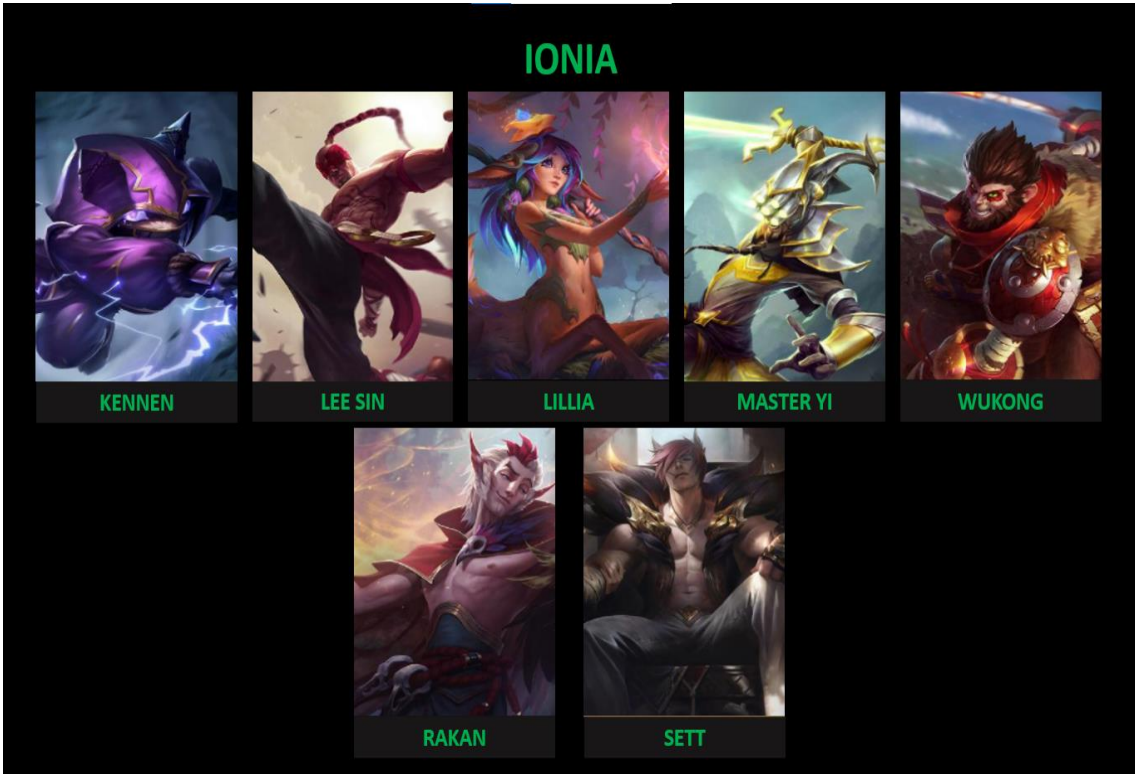 IONIA
KENNEN
LEE SIN
LILLIA
MASTER YI
WUKONG
RAKAN
SETT